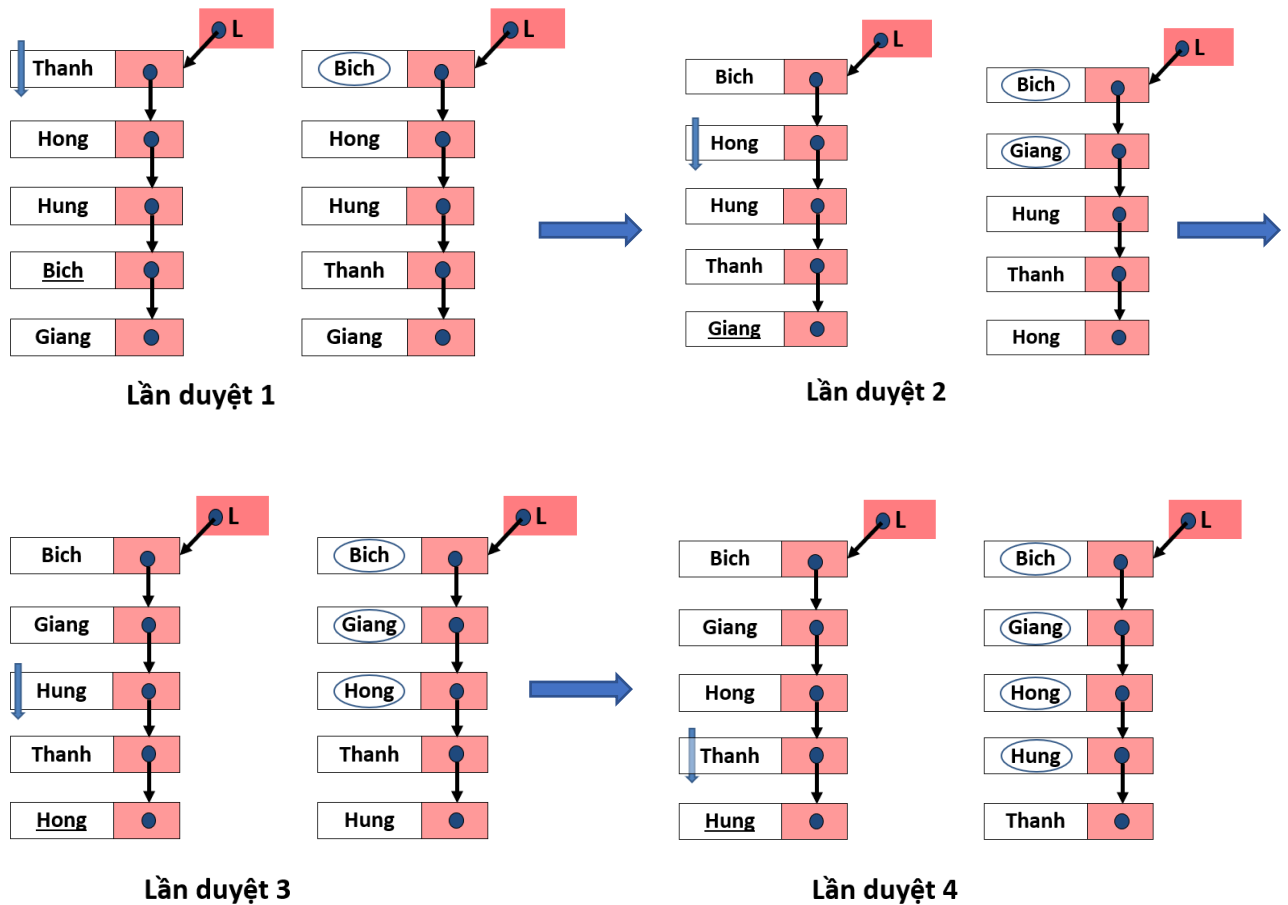 L
Thanh
Hong
Hung
Bich
Giang
L
Bich
Hong
Hung
Thanh
Giang
Lần duyệt 1
L
Bich
Hong
Hung
Thanh
Giang
L
Bich
Giang
Hung
Thanh
Hong
Lần duyệt 2
L
Bich
Giang
Hung
Thanh
Hong
L
Bich
Giang
Hong
Thanh
Hung
Lần duyệt 3
L
Bich
Giang
Hong
Thanh
Hung
L
Bich
Giang
Hong
Hung
Thanh
Lần duyệt 4